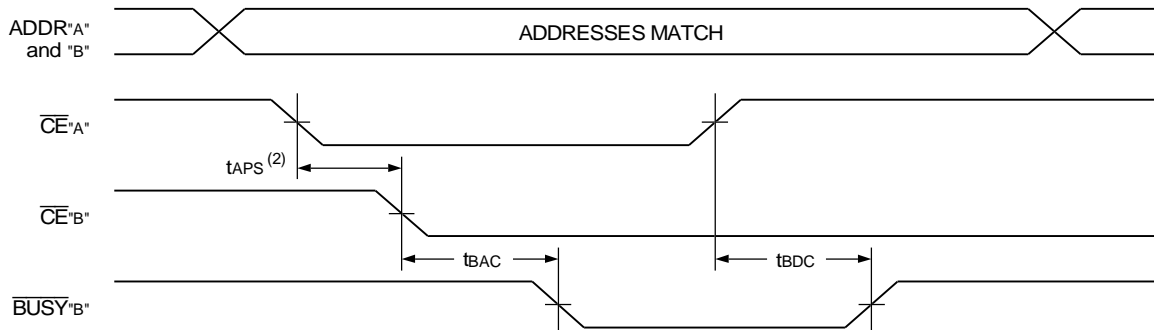 ADDR"A"
and "B"
ADDRESSES MATCH
CE"A"
tAPS (2)
CE"B"
tBAC
tBDC
BUSY"B"